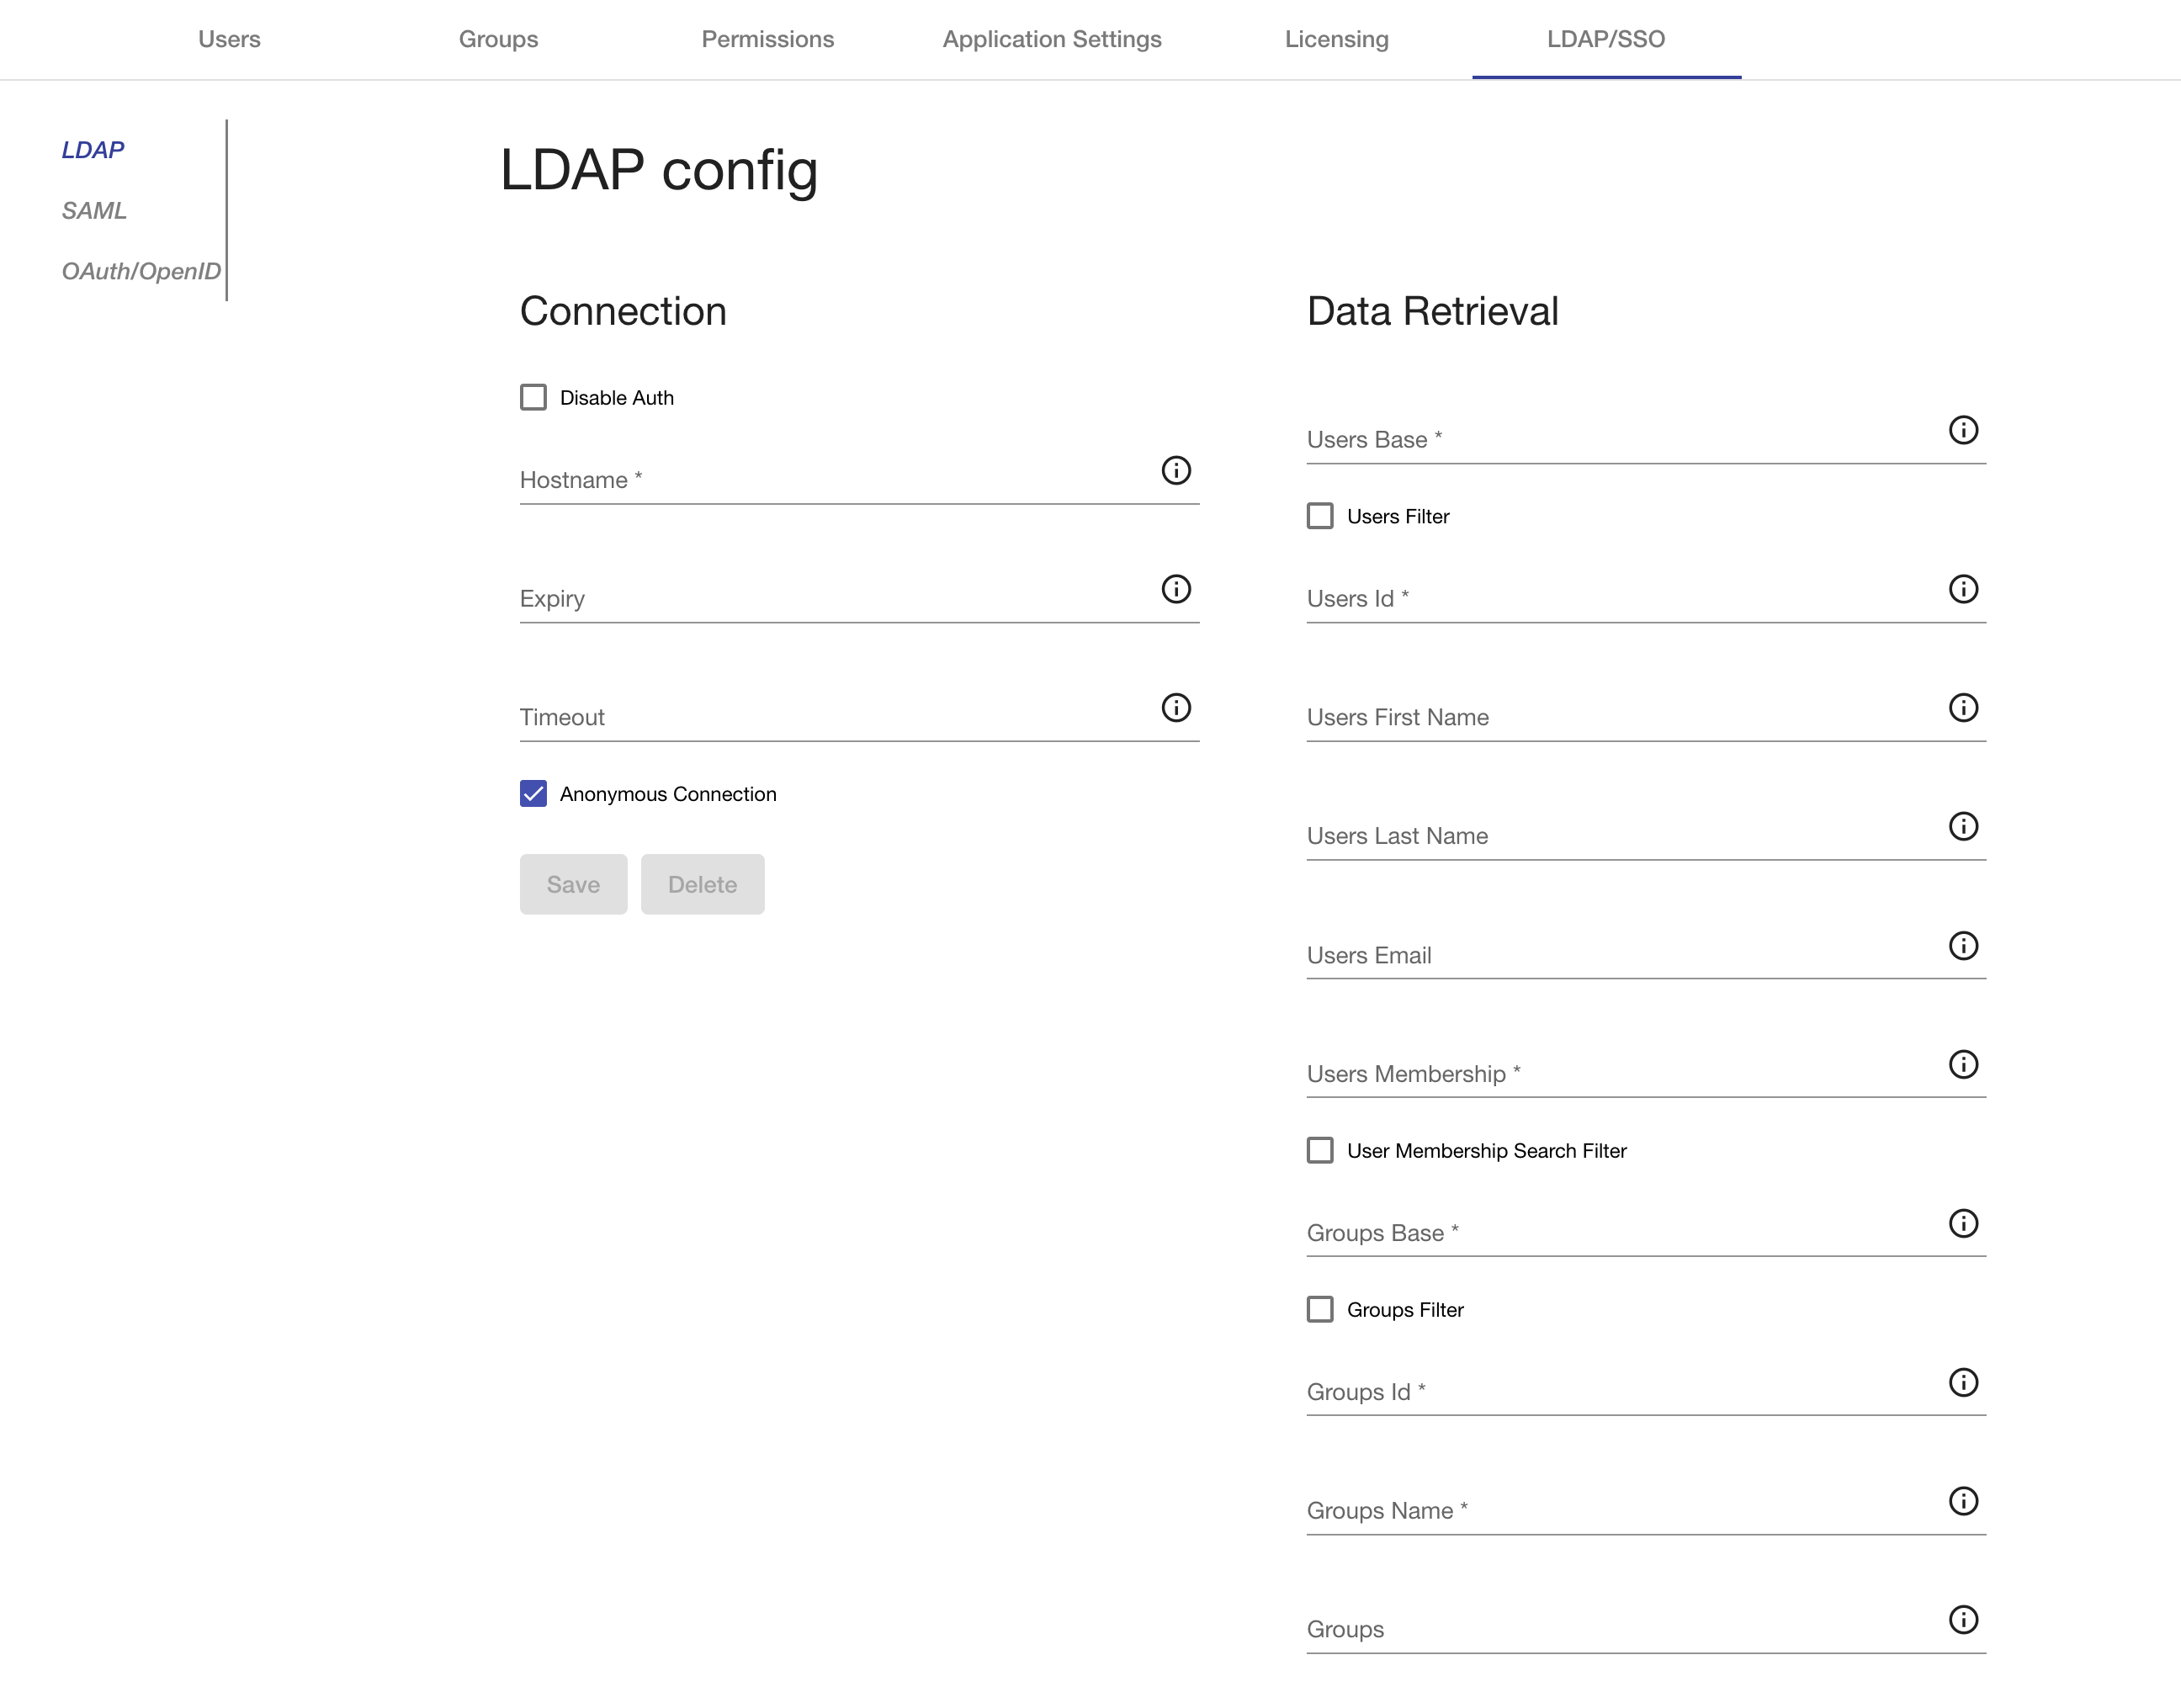 Users Groups Permissions Application Settings Licensing LDAP/SSO
LDAP
SAML
OAuth/OpenID
LDAP config
Connection
Disable Auth
Hostname *
Expiry
Timeout
Anonymous Connection
Save Delete
Data Retrieval
Users Base *
Users Filter
Users Id *
Users First Name
Users Last Name
Users Email
Users Membership *
User Membership Search Filter
Groups Base *
Groups Filter
Groups Id *
Groups Name *
Groups